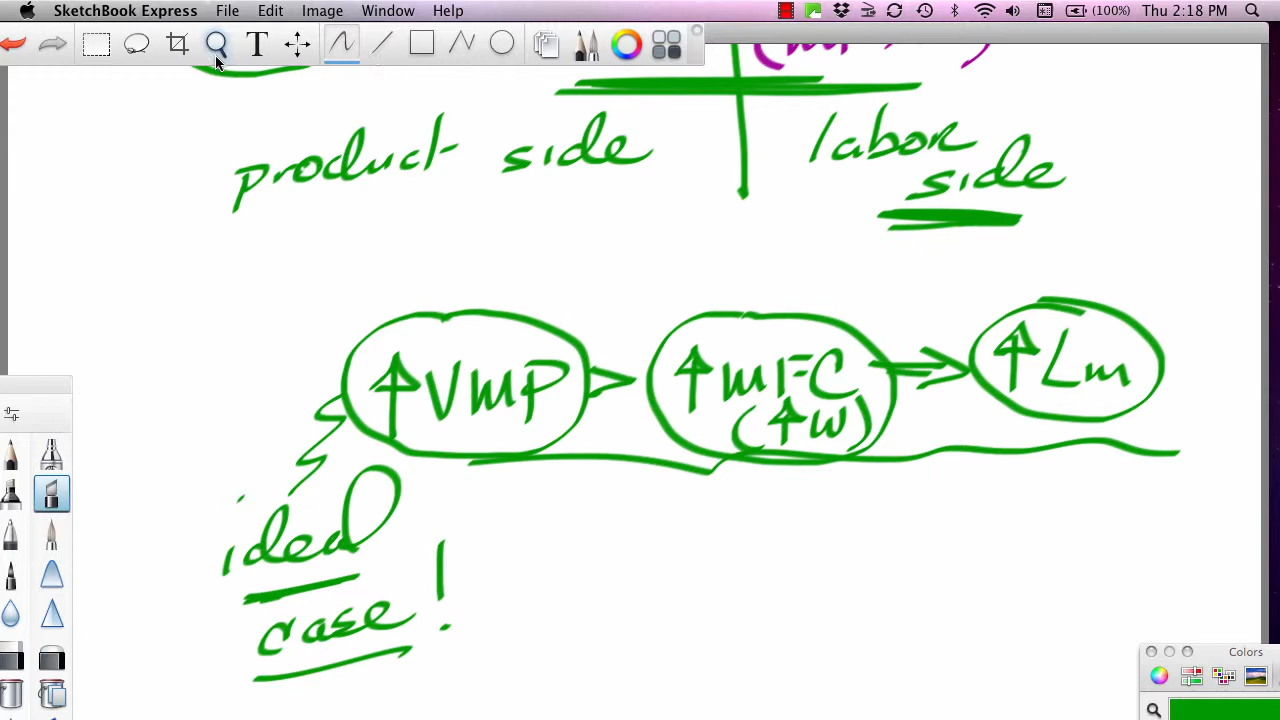 SketchBook Express File Edit Image Window Help (100%) Thu 2:18 PM
T
product side labor
side
↑VMP > ↑MFC ⇒ ↑Lm
(↑W)
ideal
case!
Colors